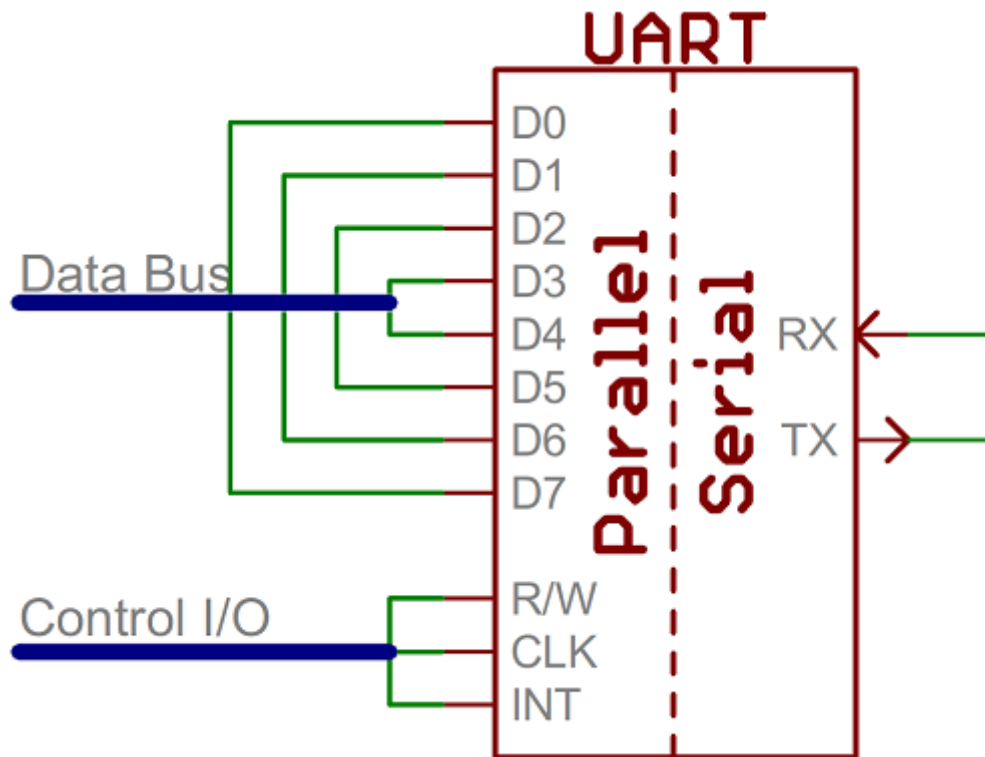 UART
D0
D1
D2
Data Bus
D3
D4
D5
D6
D7
Parallel
Serial
RX
TX
Control I/O
R/W
CLK
INT